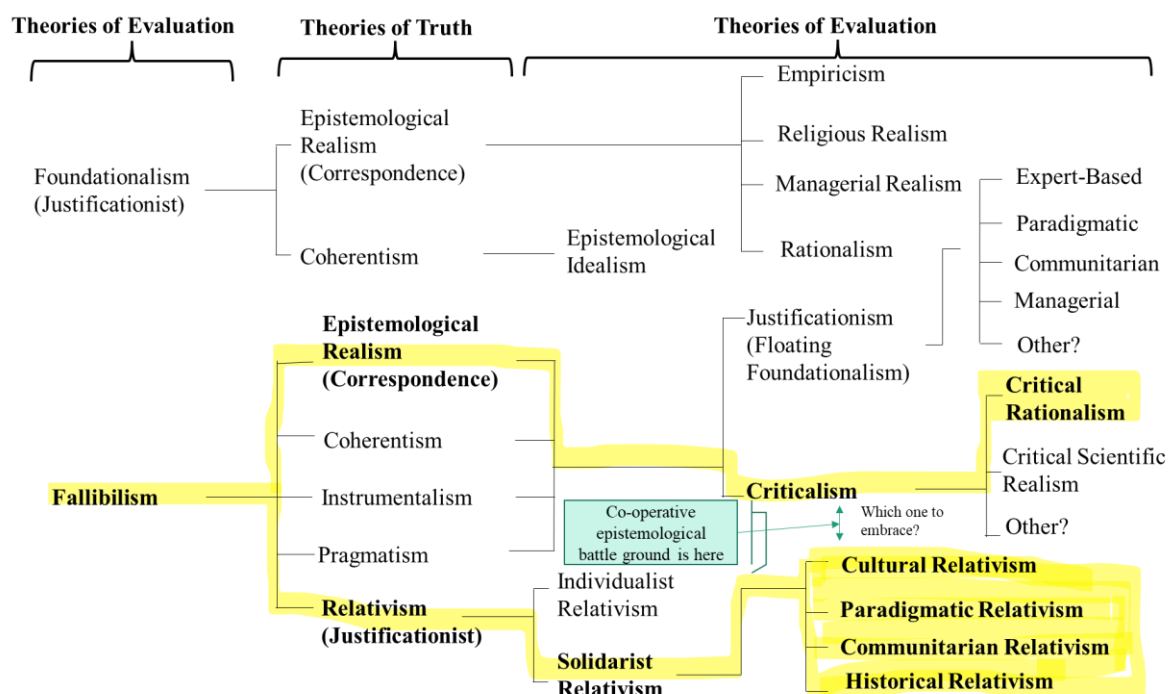 Theories of Evaluation
Theories of Truth
Theories of Evaluation
Foundationalism
(Justificationist)
Epistemological
Realism
(Correspondence)
Coherentism
Epistemological
Idealism
Empiricism
Religious Realism
Managerial Realism
Rationalism
Justificationism
(Floating
Foundationalism)
Expert-Based
Paradigmatic
Communitarian
Managerial
Other?
Fallibilism
Epistemological
Realism
(Correspondence)
Coherentism
Instrumentalism
Pragmatism
Relativism
(Justificationist)
Criticalism
Critical
Rationalism
Critical Scientific
Realism
Other?
Co-operative
epistemological
battle ground is here
Which one to
embrace?
Individualist
Relativism
Solidarist
Relativism
Cultural Relativism
Paradigmatic Relativism
Communitarian Relativism
Historical Relativism